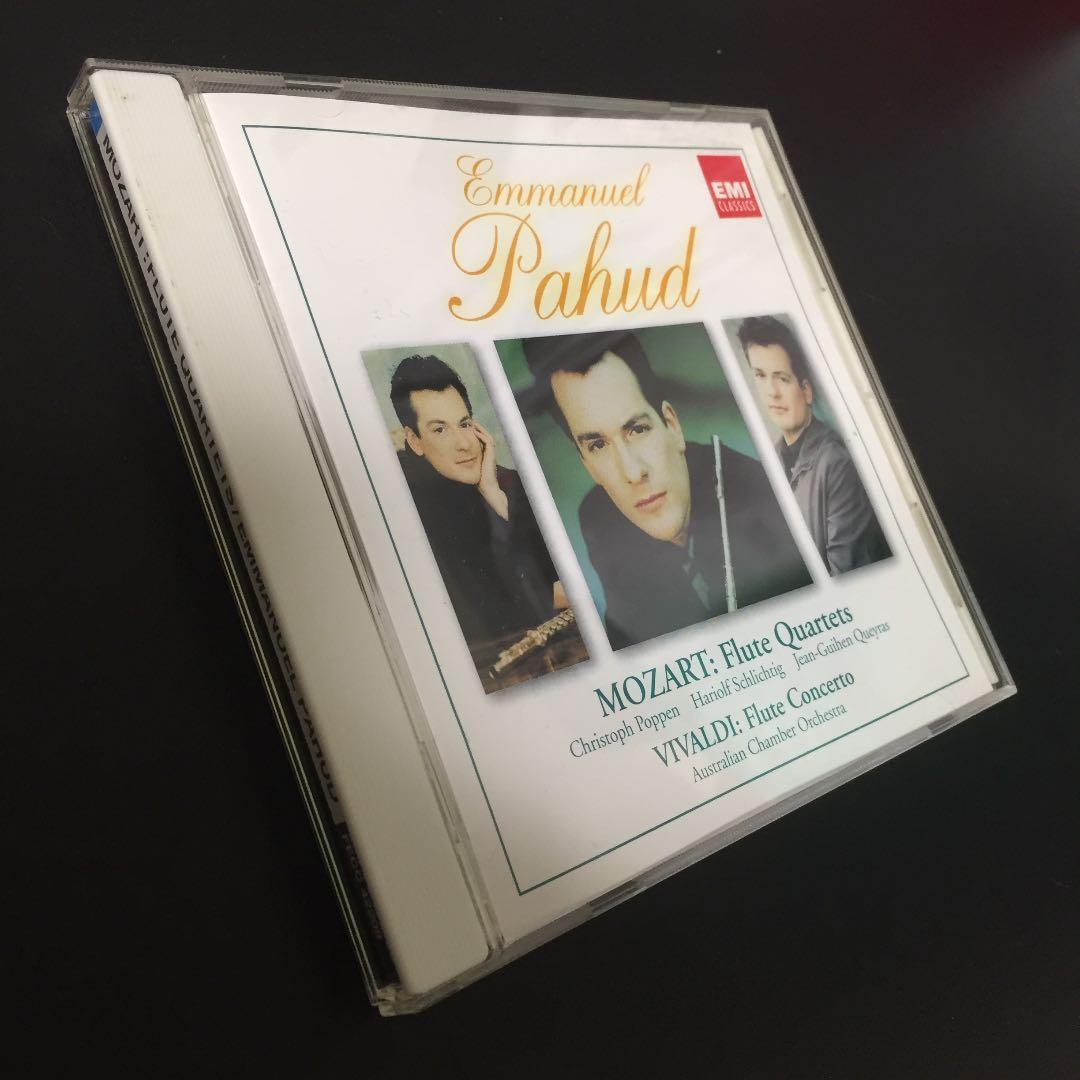 Emmanuel
Pahud
EMI
CLASSICS
MOZART: Flute Quartets
Christoph Poppen Hariolf Schlichtig Jean-Guihen Queyras
VIVALDI: Flute Concerto
Australian Chamber Orchestra
MOZART : FLUTE QUARTETS / EMMANUEL PAHUD